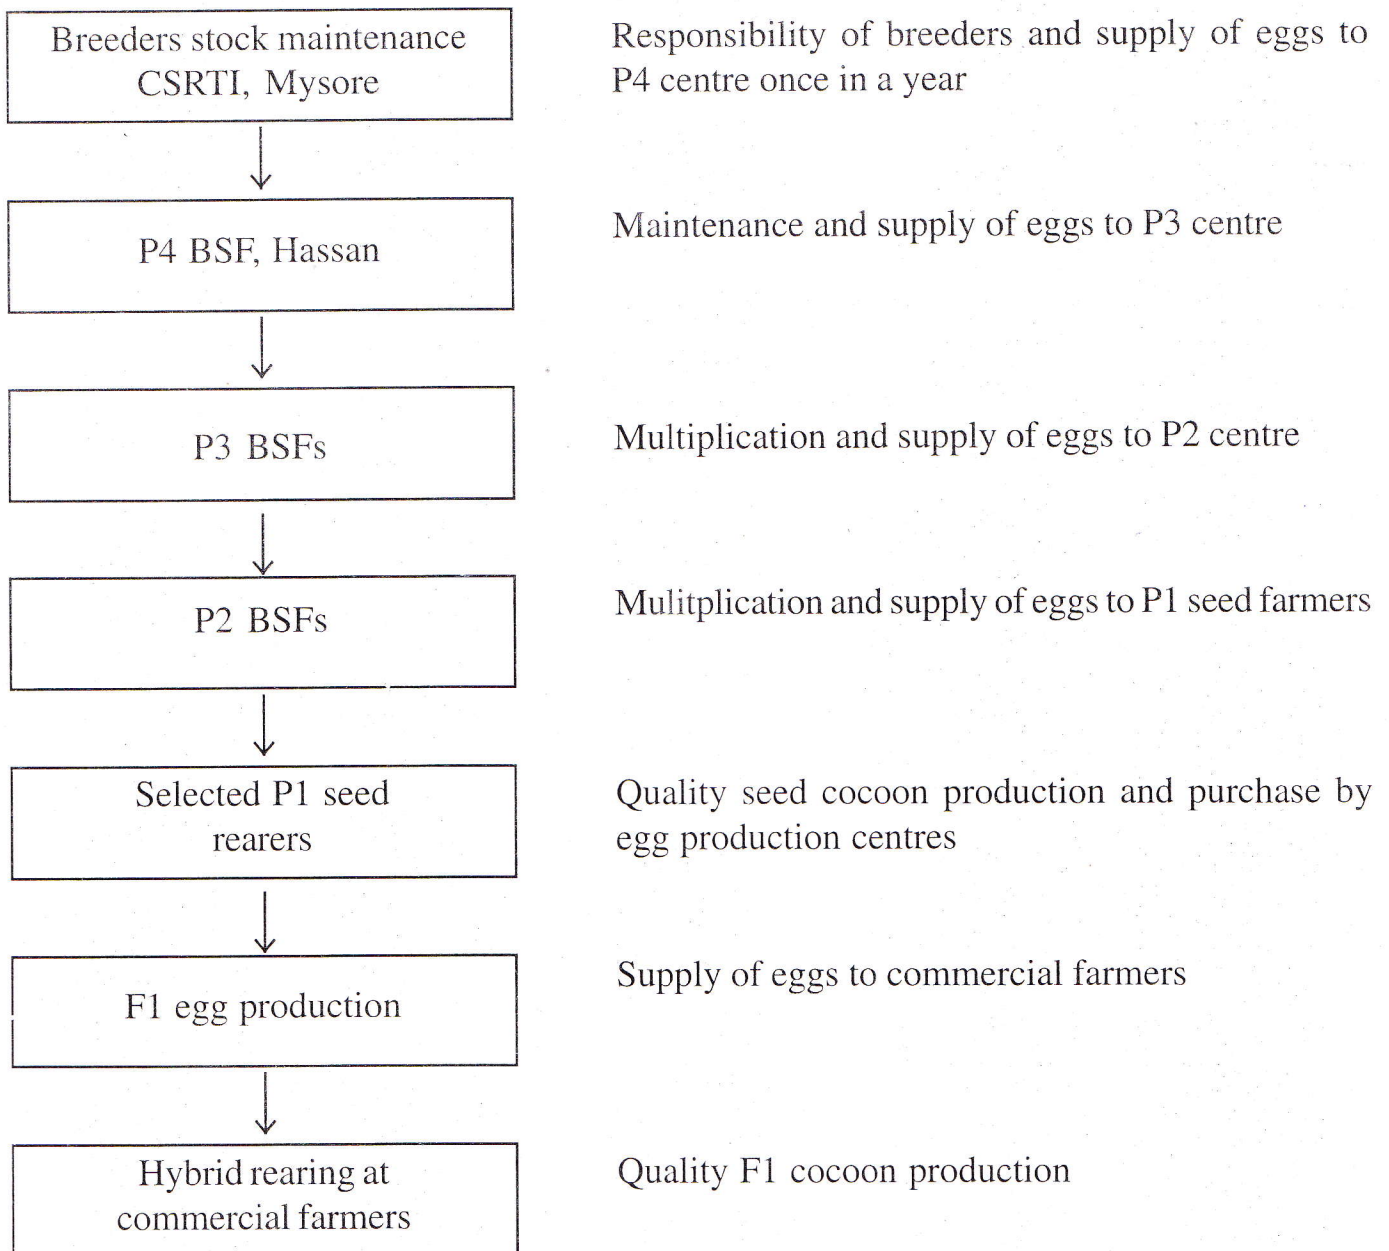 Breeders stock maintenance
CSRTI, Mysore
Responsibility of breeders and supply of eggs to
P4 centre once in a year
P4 BSF, Hassan
Maintenance and supply of eggs to P3 centre
P3 BSFs
Multiplication and supply of eggs to P2 centre
P2 BSFs
Mulitplication and supply of eggs to P1 seed farmers
Selected P1 seed
rearers
Quality seed cocoon production and purchase by
egg production centres
F1 egg production
Supply of eggs to commercial farmers
Hybrid rearing at
commercial farmers
Quality F1 cocoon production